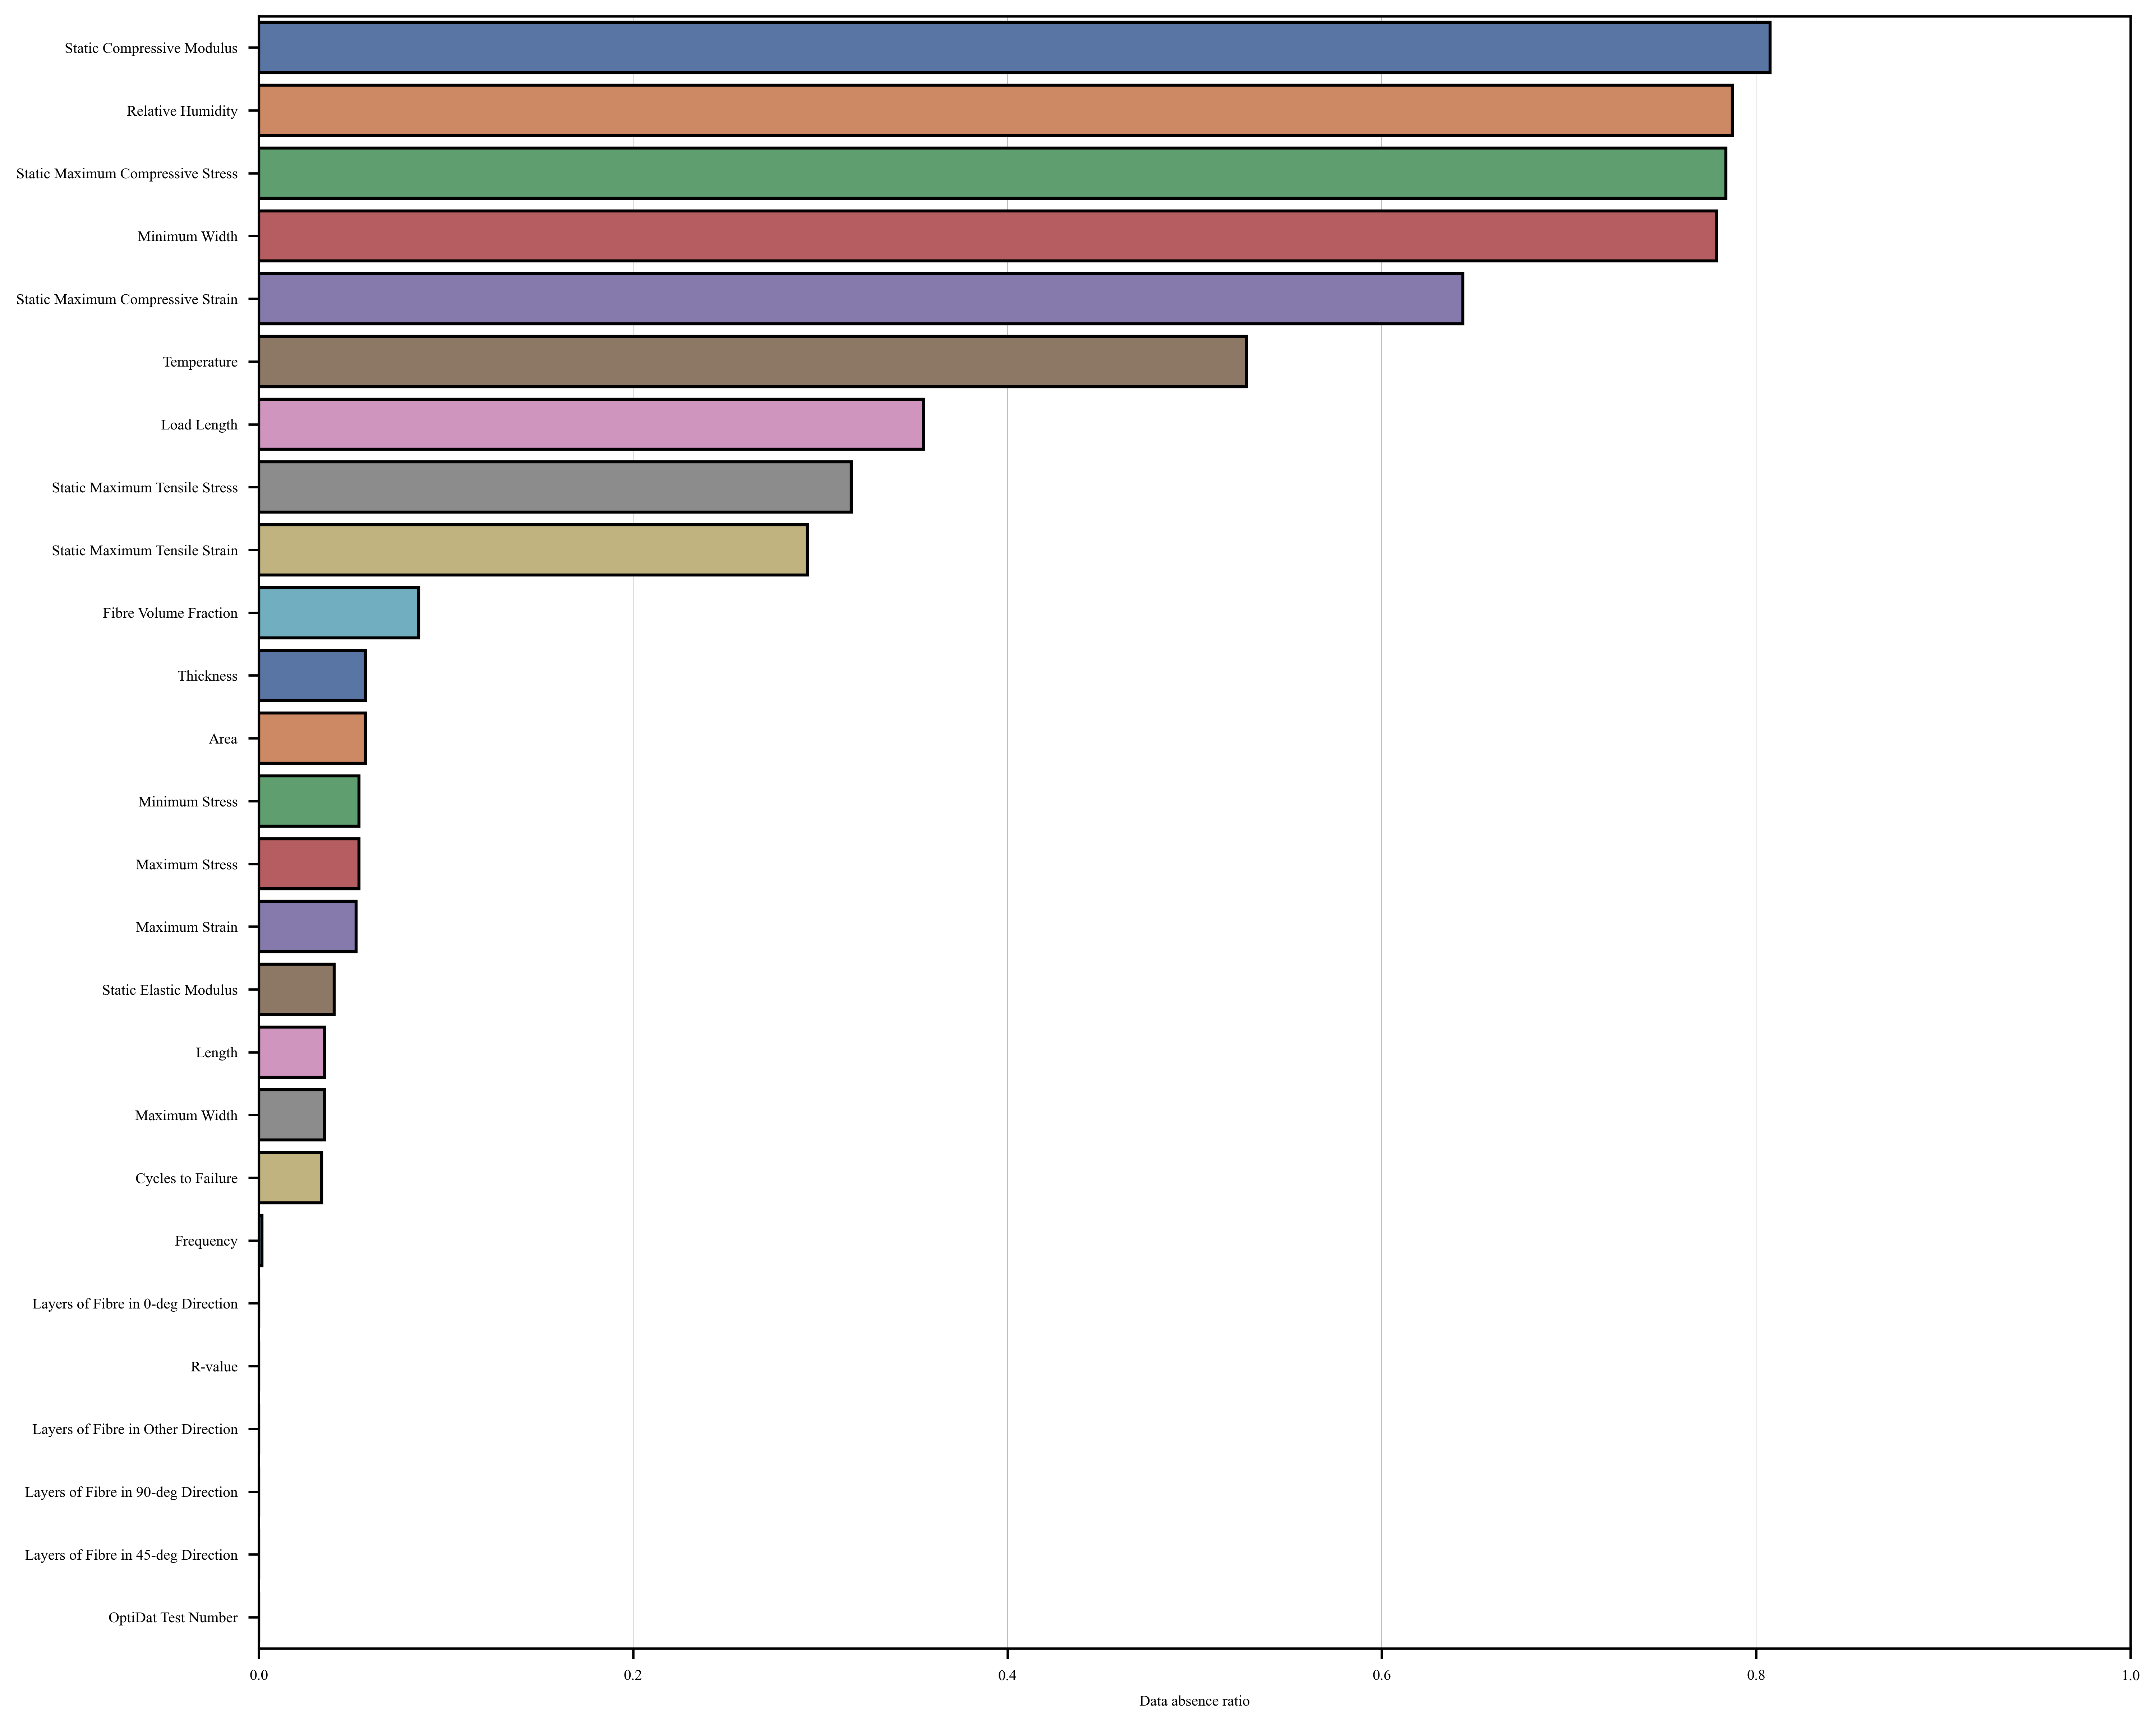 Static Compressive Modulus
Relative Humidity
Static Maximum Compressive Stress
Minimum Width
Static Maximum Compressive Strain
Temperature
Load Length
Static Maximum Tensile Stress
Static Maximum Tensile Strain
Fibre Volume Fraction
Thickness
Area
Minimum Stress
Maximum Stress
Maximum Strain
Static Elastic Modulus
Length
Maximum Width
Cycles to Failure
Frequency
Layers of Fibre in 0-deg Direction
R-value
Layers of Fibre in Other Direction
Layers of Fibre in 90-deg Direction
Layers of Fibre in 45-deg Direction
OptiDat Test Number
0.0 0.2 0.4 0.6 0.8 1.0
Data absence ratio